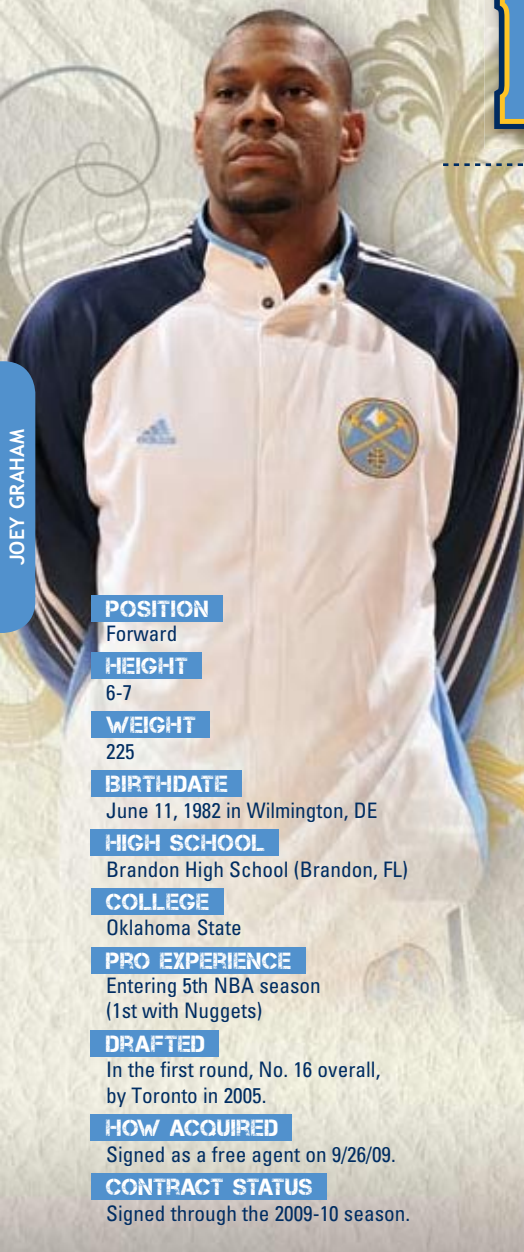 JOEY GRAHAM
adidas
POSITION
Forward
HEIGHT
6-7
WEIGHT
225
BIRTHDATE
June 11, 1982 in Wilmington, DE
HIGH SCHOOL
Brandon High School (Brandon, FL)
COLLEGE
Oklahoma State
PRO EXPERIENCE
Entering 5th NBA season
(1st with Nuggets)
DRAFTED
In the first round, No. 16 overall,
by Toronto in 2005.
HOW ACQUIRED
Signed as a free agent on 9/26/09.
CONTRACT STATUS
Signed through the 2009-10 season.